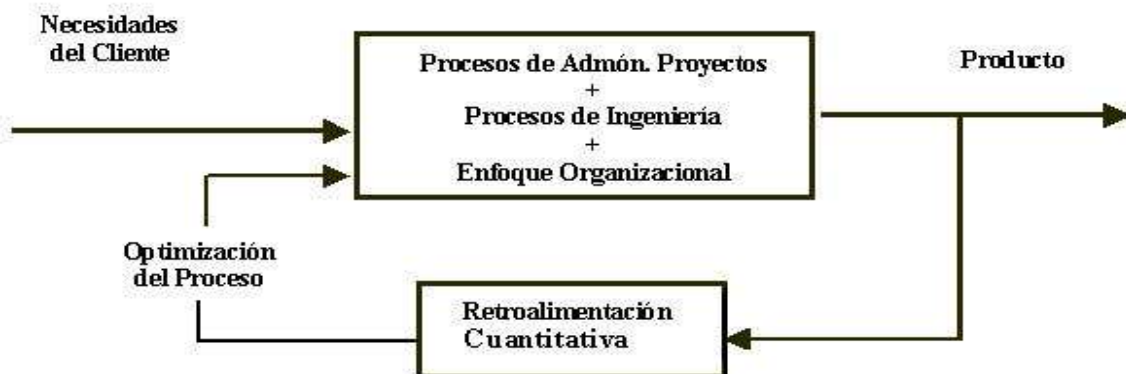 Necesidades
del Cliente
Procesos de Admón. Proyectos
+
Procesos de Ingeniería
+
Enfoque Organizacional
Producto
Optimización
del Proceso
Retroalimentación
Cuantitativa